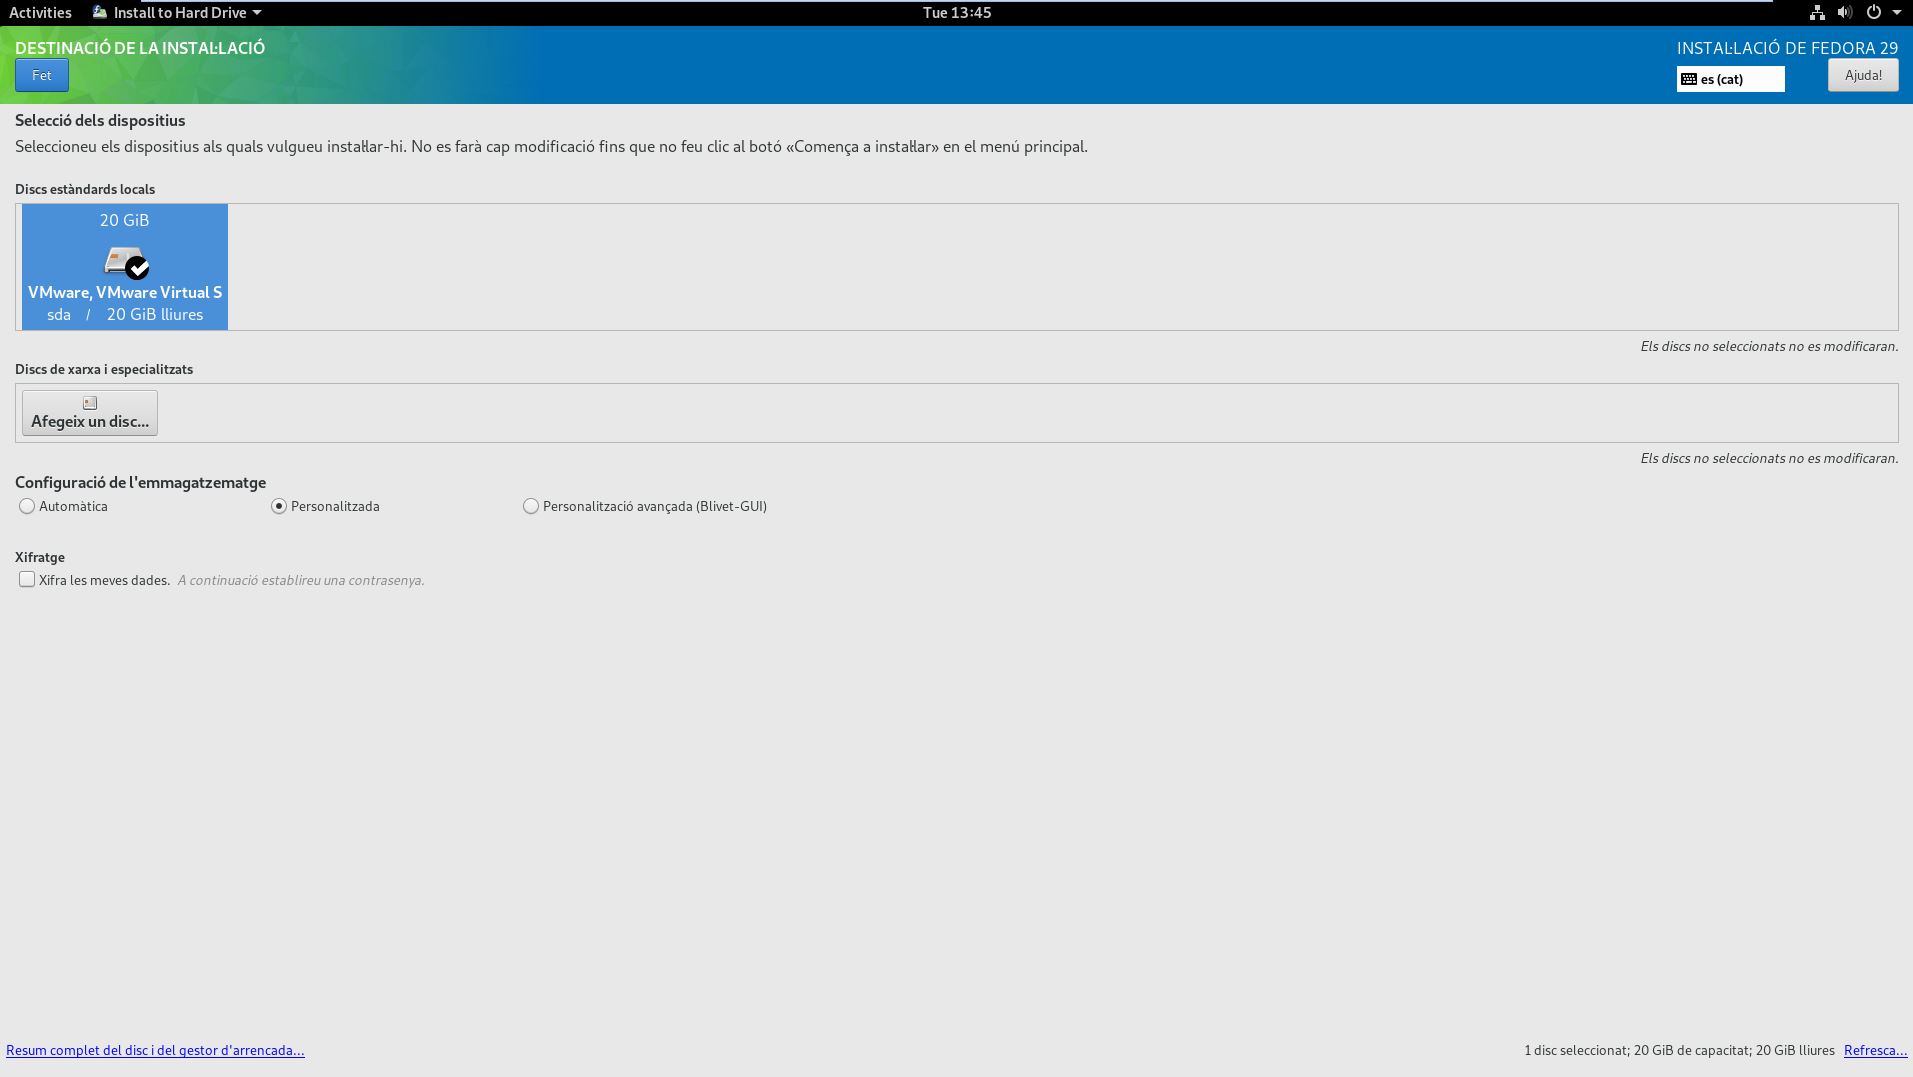 Activities Install to Hard Drive Tue 13:45
DESTINACIÓ DE LA INSTAL·LACIÓ INSTAL·LACIÓ DE FEDORA 29
Fet es (cat) Ajuda!
Selecció dels dispositius
Seleccioneu els dispositius als quals vulgueu instal·lar-hi. No es farà cap modificació fins que no feu clic al botó «Comença a instal·lar» en el menú principal.
Discs estàndards locals
20 GiB
VMware, VMware Virtual S
sda / 20 GiB lliures
Els discs no seleccionats no es modificaran.
Discs de xarxa i especialitzats
Afegeix un disc...
Els discs no seleccionats no es modificaran.
Configuració de l'emmagatzematge
Automàtica Personalitzada Personalització avançada (Blivet-GUI)
Xifratge
Xifra les meves dades. A continuació establireu una contrasenya.
Resum complet del disc i del gestor d'arrencada... 1 disc seleccionat; 20 GiB de capacitat; 20 GiB lliures Refresca...